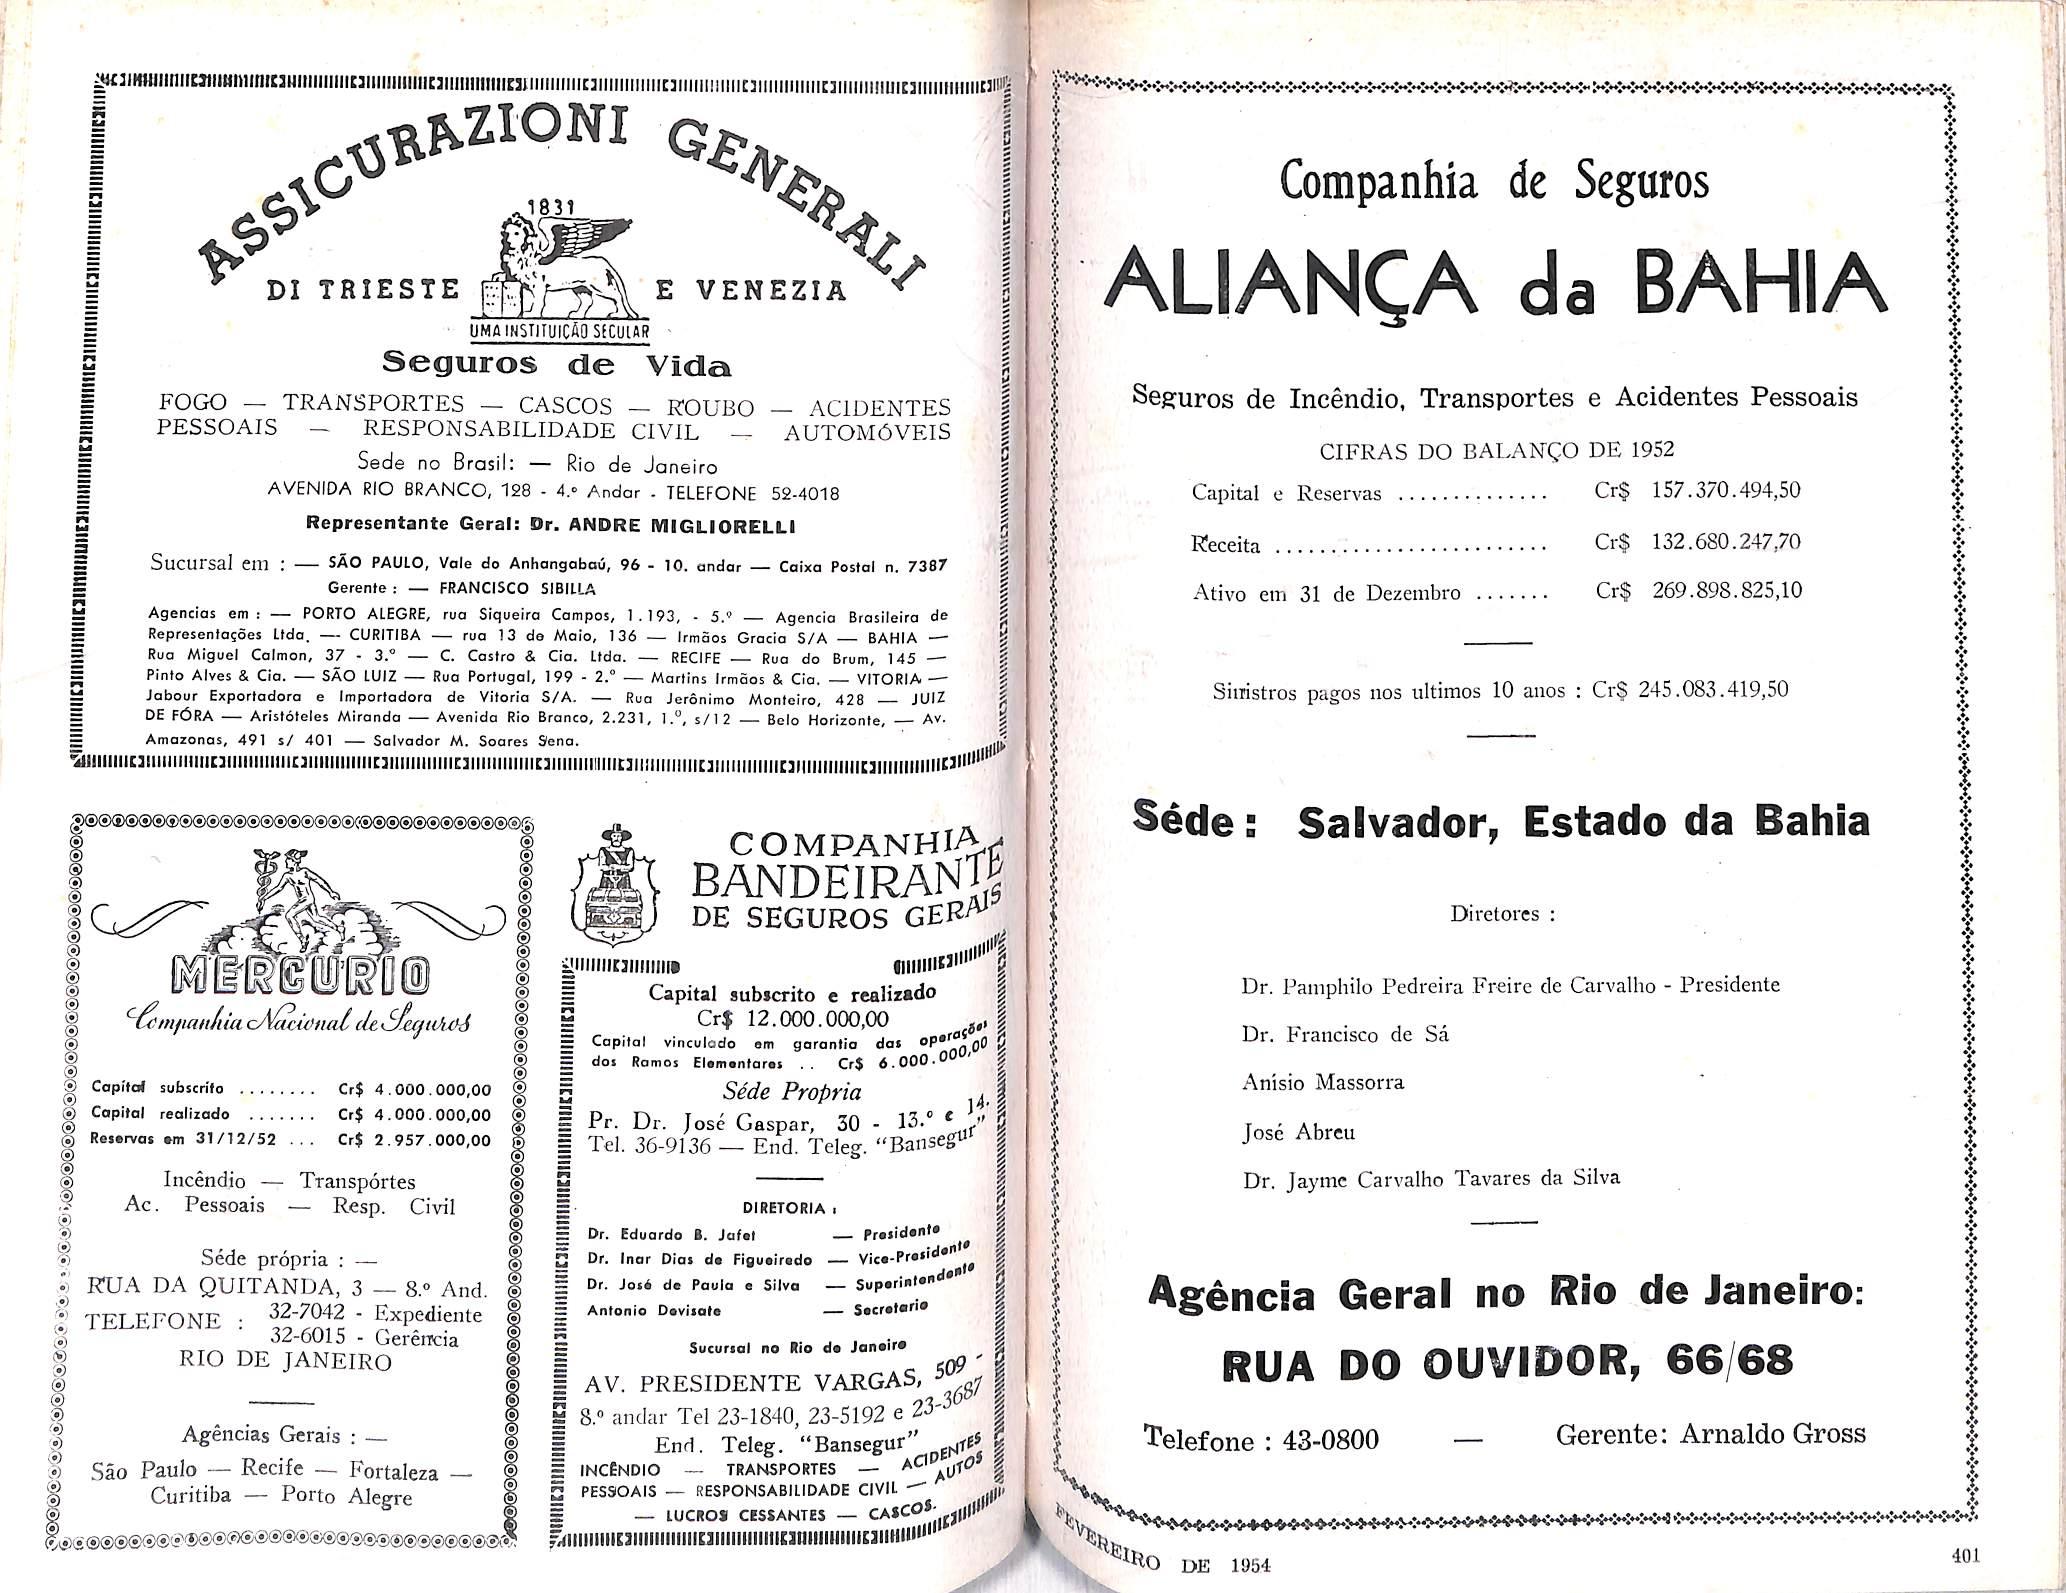 ASSICURAZIONI GENERALI
1831
DI TRIESTE E VENEZIA
UMA INSTITUIÇÃO SECULAR
Seguros de Vida
FOGO — TRANSPORTES — CASCOS — ROUBO — ACIDENTES
PESSOAIS — RESPONSABILIDADE CIVIL — AUTOMÓVEIS
Sede no Brasil: — Rio de Janeiro
AVENIDA RIO BRANCO, 128 - 4.º Andar - TELEFONE 52-4018
Representante Geral: Dr. ANDRE MIGLIORELLI
Sucursal em : — SÃO PAULO, Vale do Anhangabaú, 96 - 10. andar — Caixa Postal n. 7387
Gerente : — FRANCISCO SIBILLA
Agencias em : — PORTO ALEGRE, rua Siqueira Campos, 1.193, - 5.º — Agencia Brasileira de
Representações Ltda. — CURITIBA — rua 13 de Maio, 136 — Irmãos Gracia S/A — BAHIA —
Rua Miguel Calmon, 37 - 3.º — C. Castro & Cia. Ltda. — RECIFE — Rua do Brum, 145 —
Pinto Alves & Cia. — SÃO LUIZ — Rua Portugal, 199 - 2.º — Martins Irmãos & Cia. — VITORIA —
Jabour Exportadora e Importadora de Vitoria S/A. — Rua Jerônimo Monteiro, 428 — JUIZ
DE FÓRA — Aristóteles Miranda — Avenida Rio Branco, 2.231, 1.º, s/12 — Belo Horizonte, — Av.
Amazonas, 491 s/ 401 — Salvador M. Soares Sena.
MERCURIO
Companhia Nacional de Seguros
Capital subscrito ........ Cr$ 4.000.000,00
Capital realizado ....... Cr$ 4.000.000,00
Reservas em 31/12/52 ... Cr$ 2.957.000,00
Incêndio — Transpórtes
Ac. Pessoais — Resp. Civil
Séde própria : —
RUA DA QUITANDA, 3 — 8.º And.
TELEFONE : 32-7042 - Expediente
32-6015 - Gerência
RIO DE JANEIRO
Agências Gerais : —
São Paulo — Recife — Fortaleza —
Curitiba — Porto Alegre
COMPANHIA
BANDEIRANTE
DE SEGUROS GERAIS
Capital subscrito e realizado
Cr$ 12.000.000,00
Capital vinculado em garantia das operações
dos Ramos Elementares .. Cr$ 6.000.000,00
Séde Propria
Pr. Dr. José Gaspar, 30 - 13.º e 14.
Tel. 36-9136 — End. Teleg. "Bansegur"
DIRETORIA :
Dr. Eduardo B. Jafet — Presidente
Dr. Inar Dias de Figueiredo — Vice-Presidente
Dr. José de Paula e Silva — Superintendente
Antonio Devisate — Secretario
Sucursal no Rio de Janeiro
AV. PRESIDENTE VARGAS, 509 -
8.º andar Tel 23-1840, 23-5192 e 23-3687
End. Teleg. "Bansegur"
INCÊNDIO — TRANSPORTES — ACIDENTES
PESSOAIS — RESPONSABILIDADE CIVIL — AUTOS
— LUCROS CESSANTES — CASCOS.
Companhia de Seguros
ALIANÇA da BAHIA
Seguros de Incêndio, Transportes e Acidentes Pessoais
CIFRAS DO BALANÇO DE 1952
Capital e Reservas .............. Cr$ 157.370.494,50
Receita ......................... Cr$ 132.680.247,70
Ativo em 31 de Dezembro ....... Cr$ 269.898.825,10
Sinistros pagos nos ultimos 10 anos : Cr$ 245.083.419,50
Séde : Salvador, Estado da Bahia
Diretores :
Dr. Pamphilo Pedreira Freire de Carvalho - Presidente
Dr. Francisco de Sá
Anísio Massorra
José Abreu
Dr. Jayme Carvalho Tavares da Silva
Agência Geral no Rio de Janeiro:
RUA DO OUVIDOR, 66/68
Telefone : 43-0800 — Gerente: Arnaldo Gross
FEVEREIRO DE 1954
401